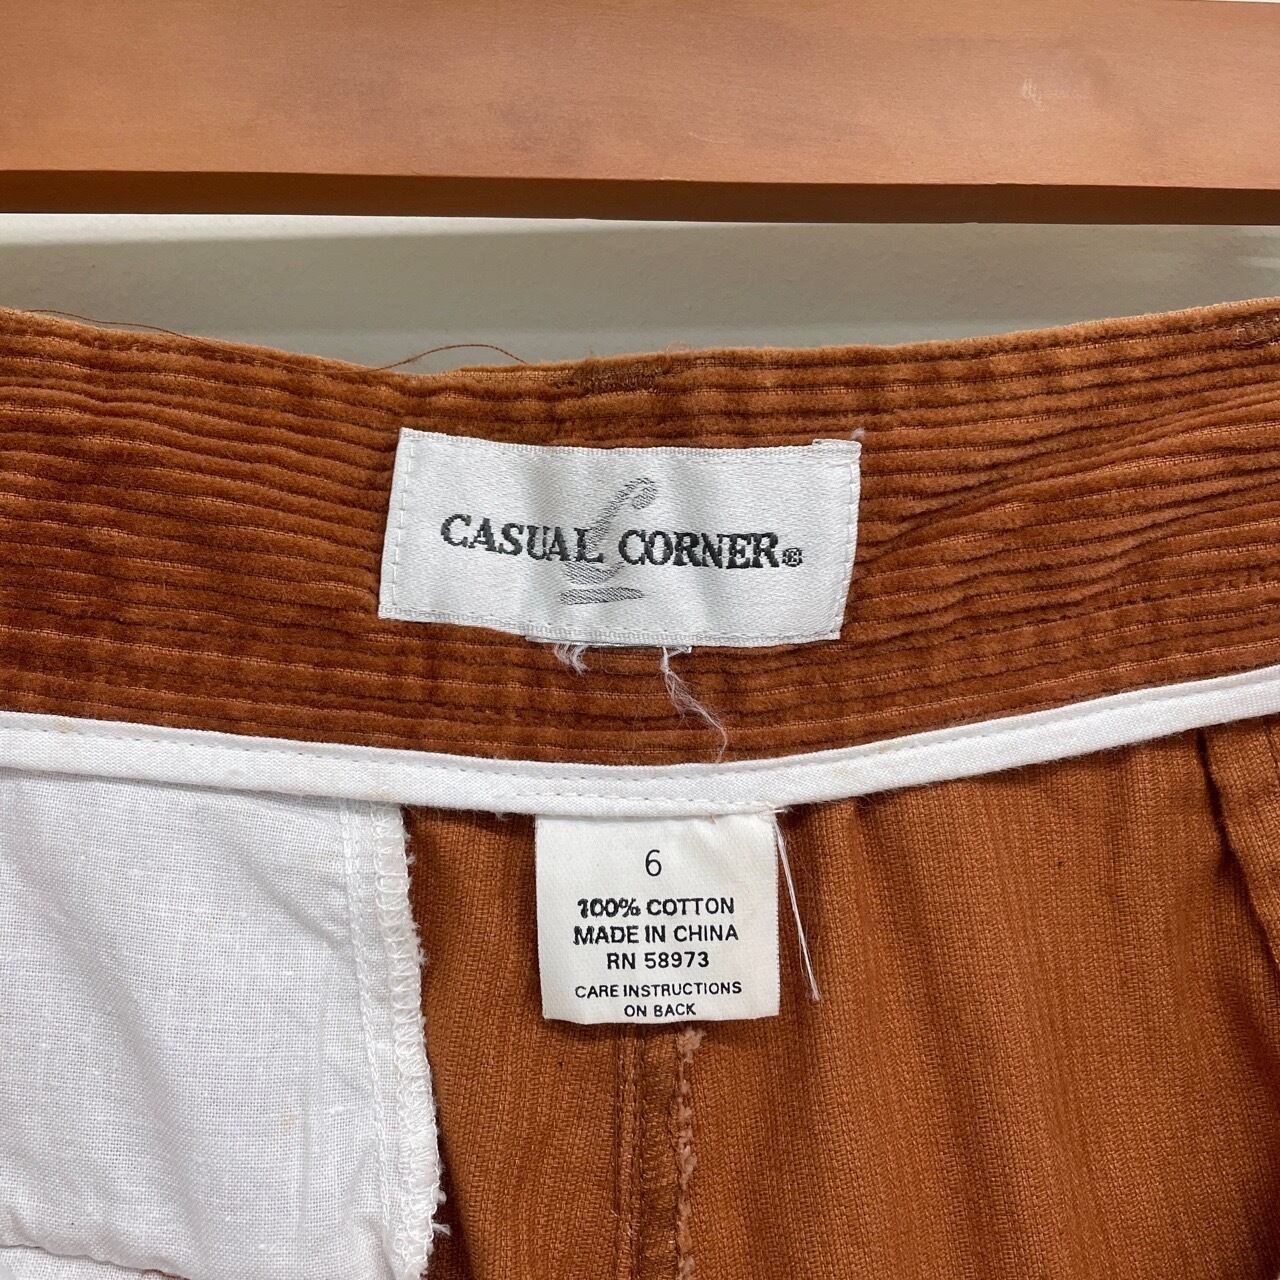 CASUAL CORNER®
6
100% COTTON
MADE IN CHINA
RN 58973
CARE INSTRUCTIONS
ON BACK